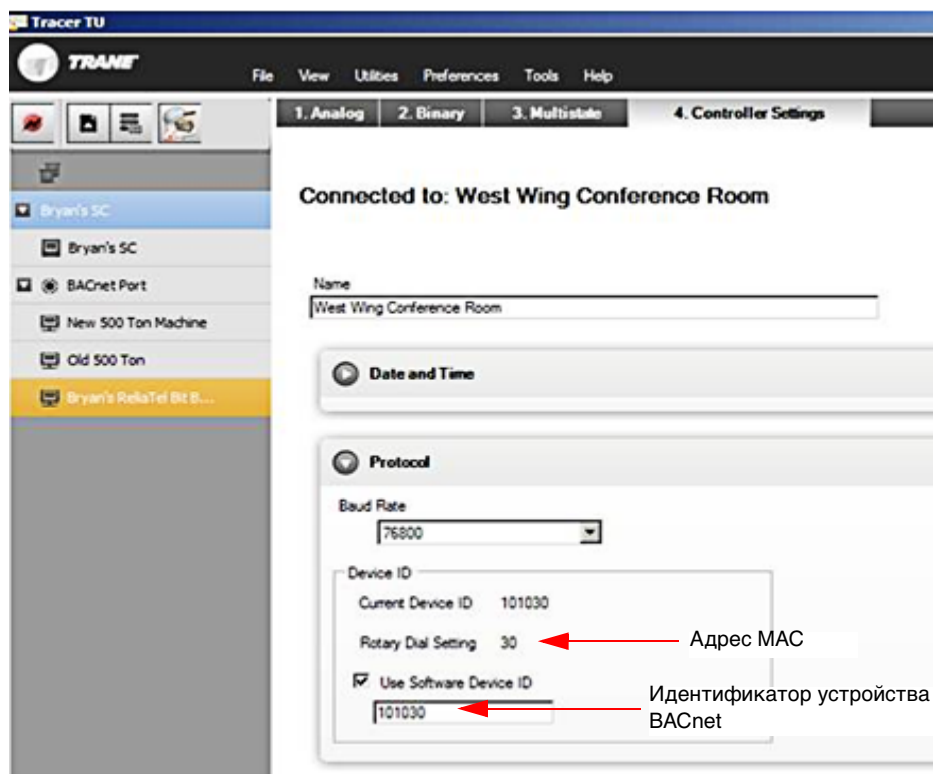 Tracer TU
TRANE
File View Utilities Preferences Tools Help
1. Analog 2. Binary 3. Multistate 4. Controller Settings
Bryan's SC
Bryan's SC
BACnet Port
New 500 Ton Machine
Old 500 Ton
Bryan's ReliaTel Bit B....
Connected to: West Wing Conference Room
Name
West Wing Conference Room
Date and Time
Protocol
Baud Rate
76800
Device ID
Current Device ID 101030
Rotary Dial Setting 30
Адрес MAC
Use Software Device ID
101030
Идентификатор устройства
BACnet